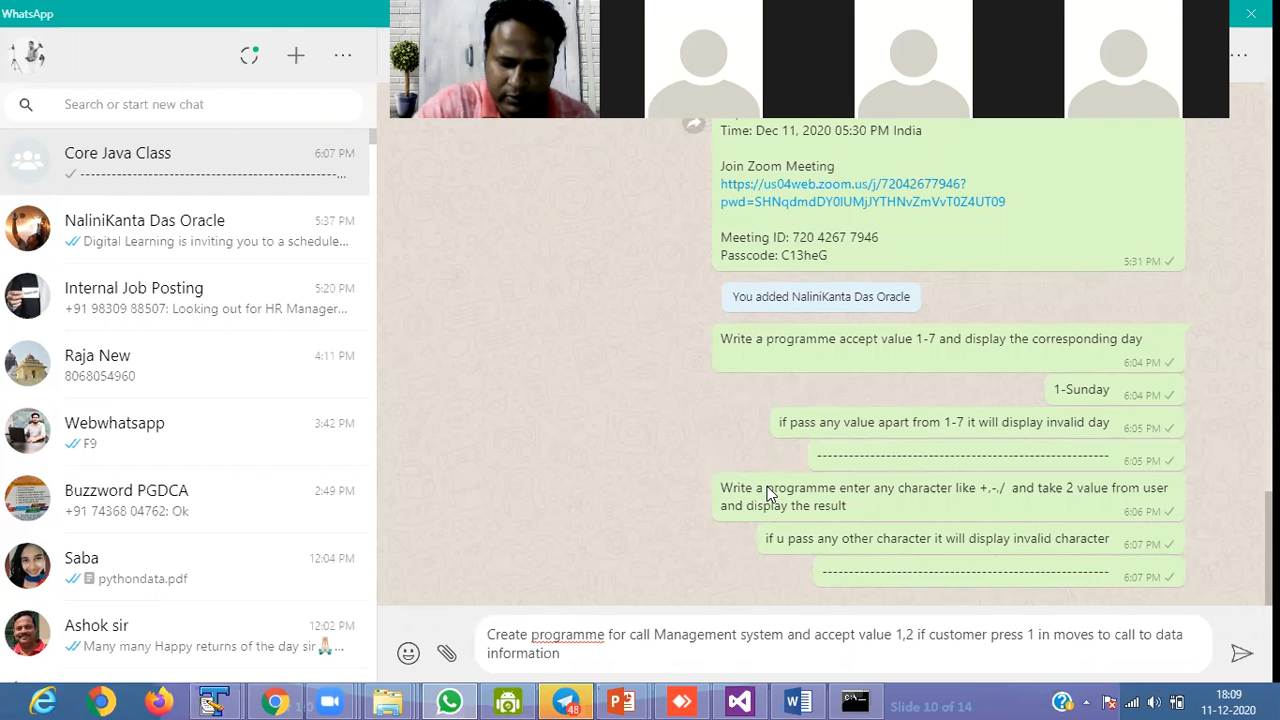 WhatsApp
Search or start new chat
Core Java Class
6:07 PM
---------------------------------------------------...
NaliniKanta Das Oracle
5:37 PM
Digital Learning is inviting you to a schedule...
Internal Job Posting
5:20 PM
+91 98309 88507: Looking out for HR Manager...
Raja New
4:11 PM
8068054960
Webwhatsapp
3:42 PM
F9
Buzzword PGDCA
2:49 PM
+91 74368 04762: Ok
Saba
12:04 PM
pythondata.pdf
Ashok sir
12:02 PM
Many many Happy returns of the day sir🎂...
Time: Dec 11, 2020 05:30 PM India
Join Zoom Meeting
https://us04web.zoom.us/j/72042677946?
pwd=SHNqdmdDY0lUMjJYTHNvZmVvT0Z4UT09
Meeting ID: 720 4267 7946
Passcode: C13heG
5:31 PM
You added NaliniKanta Das Oracle
Write a programme accept value 1-7 and display the corresponding day
6:04 PM
1-Sunday
6:04 PM
if pass any value apart from 1-7 it will display invalid day
6:05 PM
---------------------------------------------------
6:05 PM
Write a programme enter any character like +,-,/ and take 2 value from user
and display the result
6:06 PM
if u pass any other character it will display invalid character
6:07 PM
---------------------------------------------------
6:07 PM
Create programme for call Management system and accept value 1,2 if customer press 1 in moves to call to data
information
48
Slide 10 of 14
18:09
11-12-2020